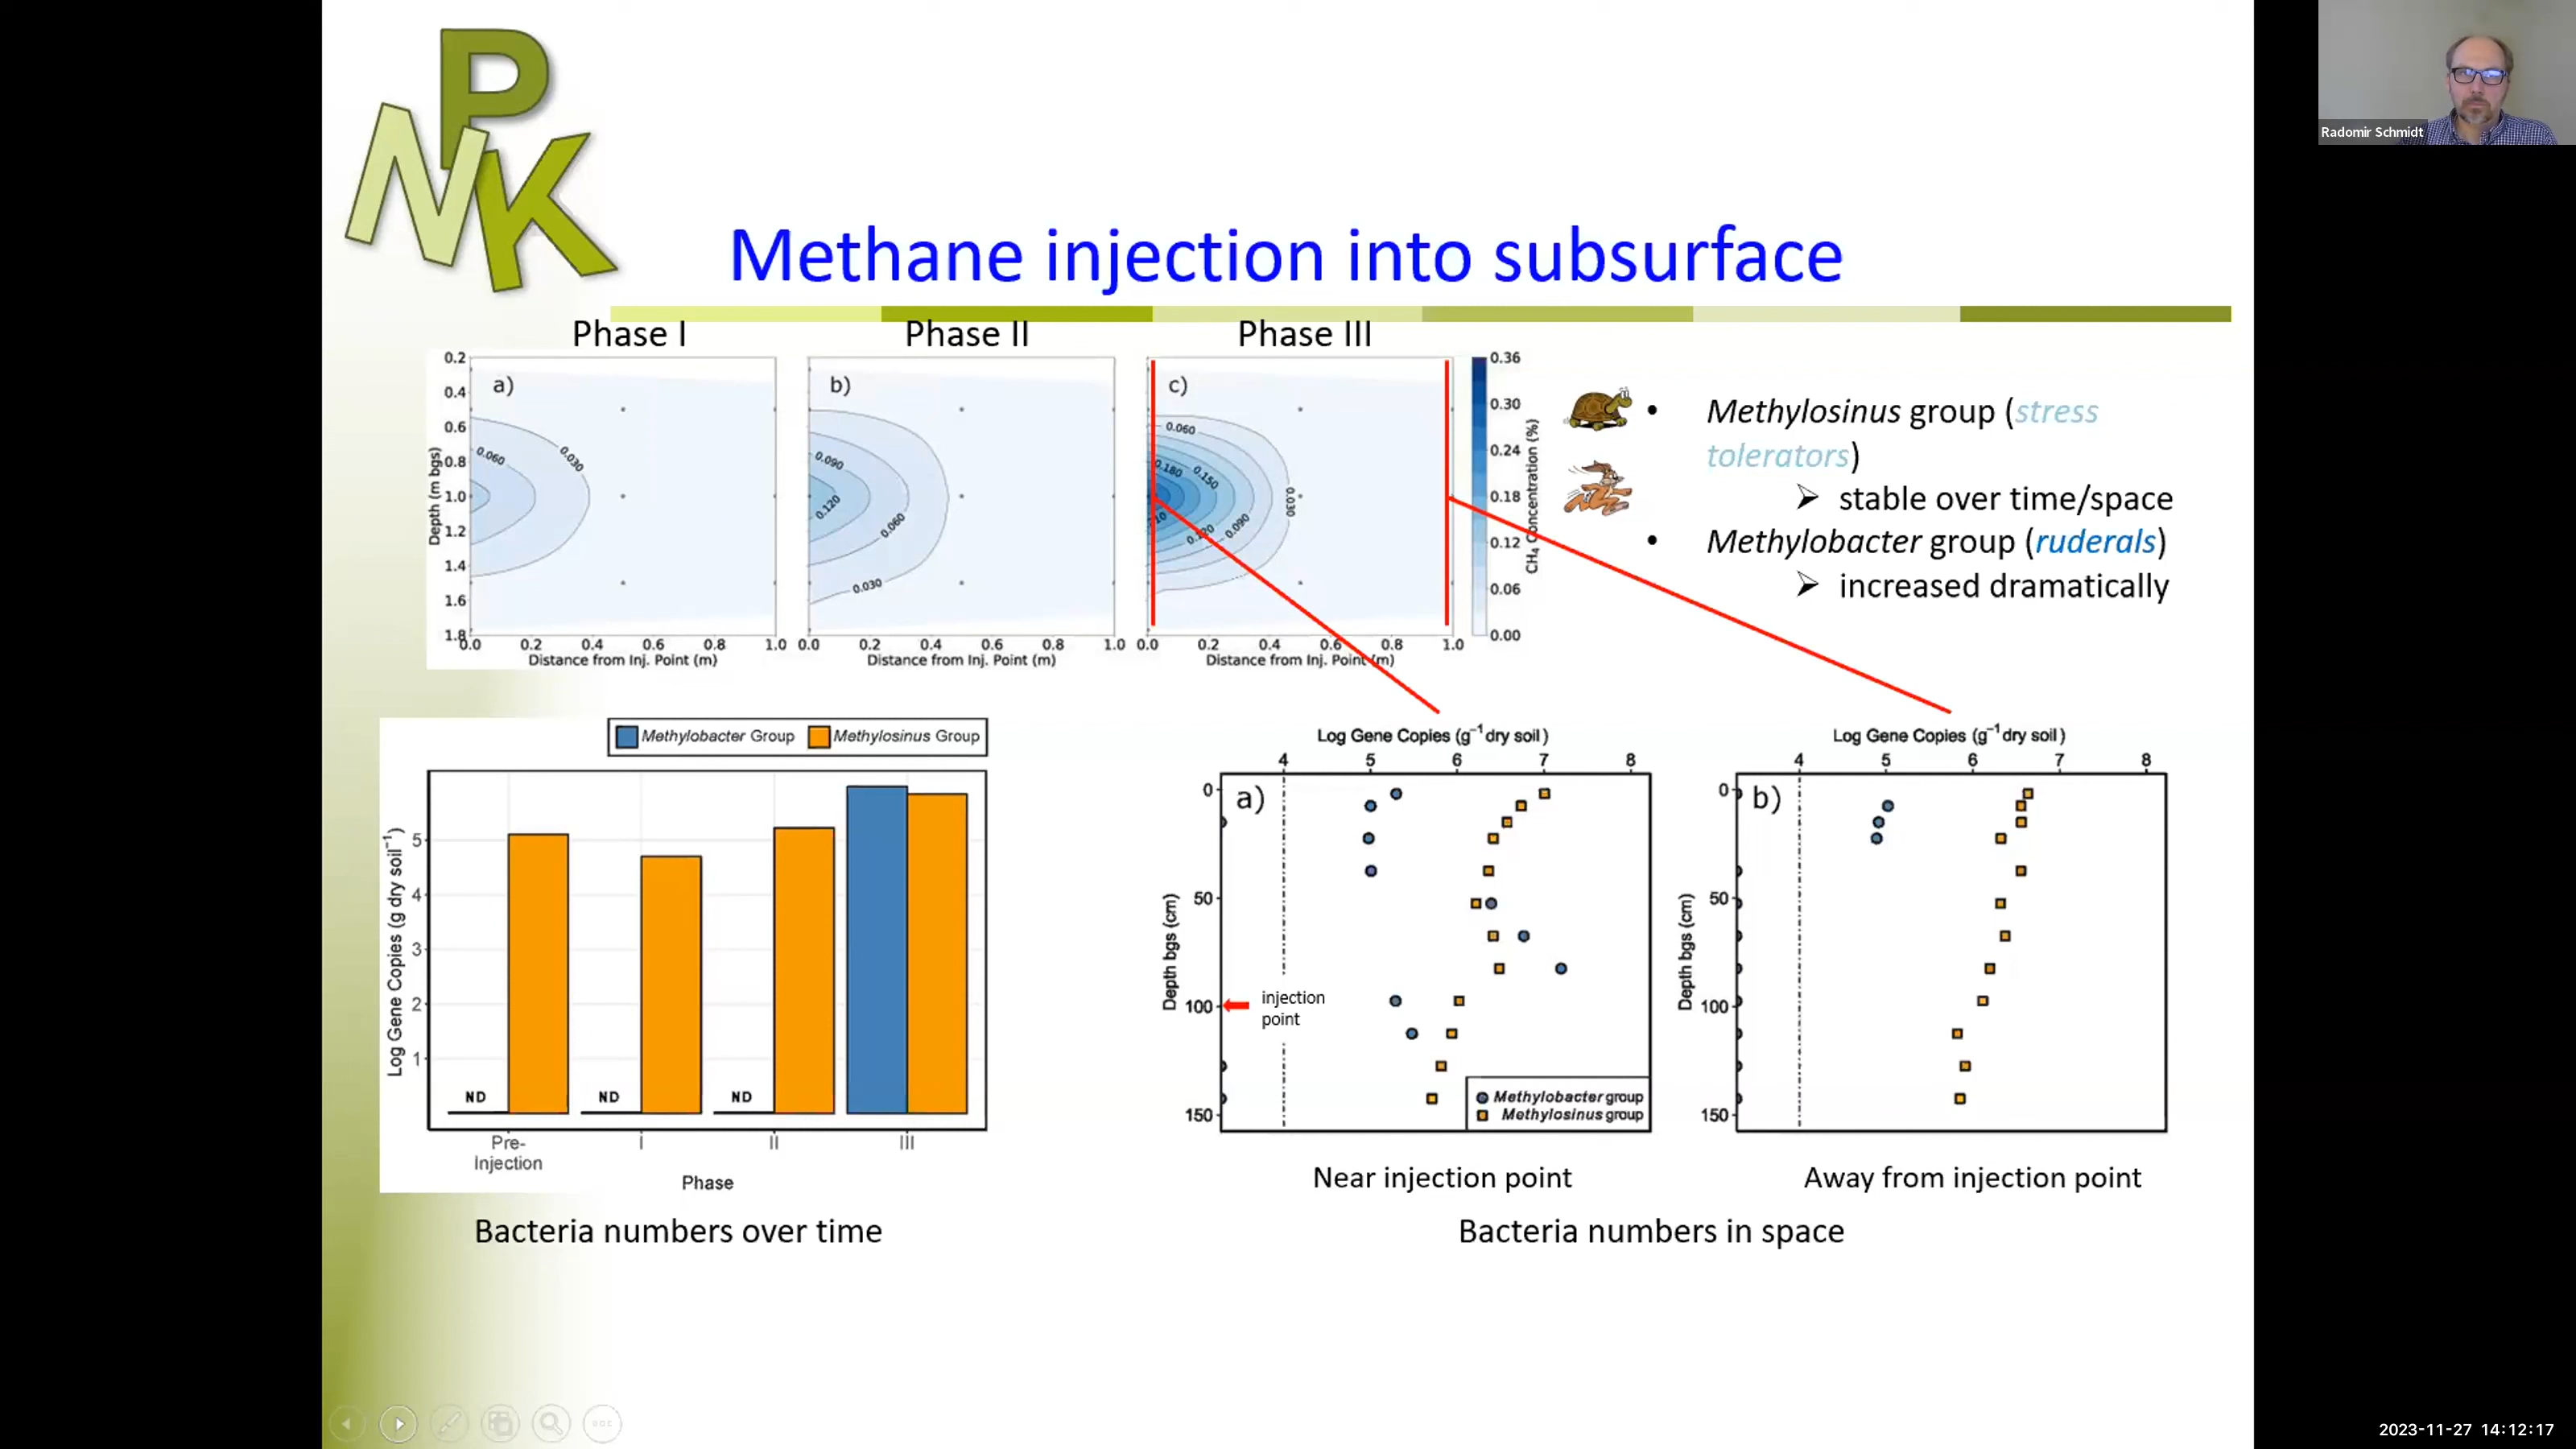 P
N
K
Radomir Schmidt
Methane injection into subsurface
Phase I
Phase II
Phase III
a)
b)
c)
0.2
0.4
0.6
0.8
1.0
1.2
1.4
1.6
1.8
Depth (m bgs)
0.060
0.030
0.090
0.120
0.060
0.030
0.060
0.180
0.150
0.030
0.090
0.0 0.2 0.4 0.6 0.8 1.0
0.0 0.2 0.4 0.6 0.8 1.0
0.0 0.2 0.4 0.6 0.8 1.0
Distance from Inj. Point (m)
Distance from Inj. Point (m)
Distance from Inj. Point (m)
0.36
0.30
0.24
0.18
0.12
0.06
0.00
CH₄ Concentration (%)
• Methylosinus group (stress
tolerators)
➢ stable over time/space
• Methylobacter group (ruderals)
➢ increased dramatically
Methylobacter Group Methylosinus Group
Log Gene Copies (g dry soil⁻¹)
5
4
3
2
1
ND
ND
ND
Pre-
Injection
I
II
III
Phase
Bacteria numbers over time
Log Gene Copies (g⁻¹dry soil)
4 5 6 7 8
a)
0
50
100
150
Depth bgs (cm)
injection
point
Methylobacter group
Methylosinus group
Near injection point
Log Gene Copies (g⁻¹dry soil)
4 5 6 7 8
b)
0
50
100
150
Depth bgs (cm)
Away from injection point
Bacteria numbers in space
2023-11-27 14:12:17